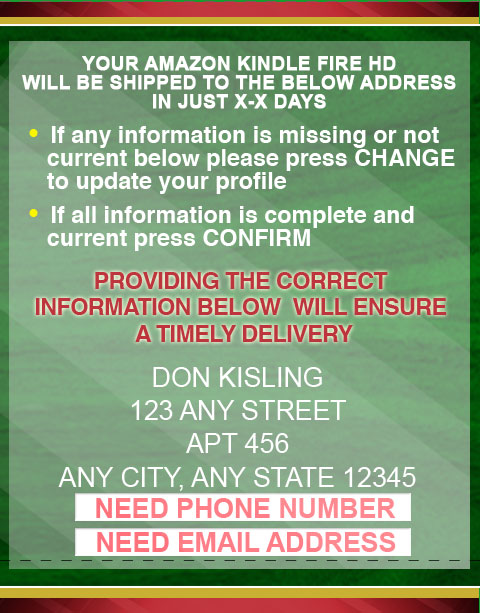 YOUR AMAZON KINDLE FIRE HD
WILL BE SHIPPED TO THE BELOW ADDRESS
IN JUST X-X DAYS
• If any information is missing or not
current below please press CHANGE
to update your profile
• If all information is complete and
current press CONFIRM
PROVIDING THE CORRECT
INFORMATION BELOW WILL ENSURE
A TIMELY DELIVERY
DON KISLING
123 ANY STREET
APT 456
ANY CITY, ANY STATE 12345
NEED PHONE NUMBER
NEED EMAIL ADDRESS